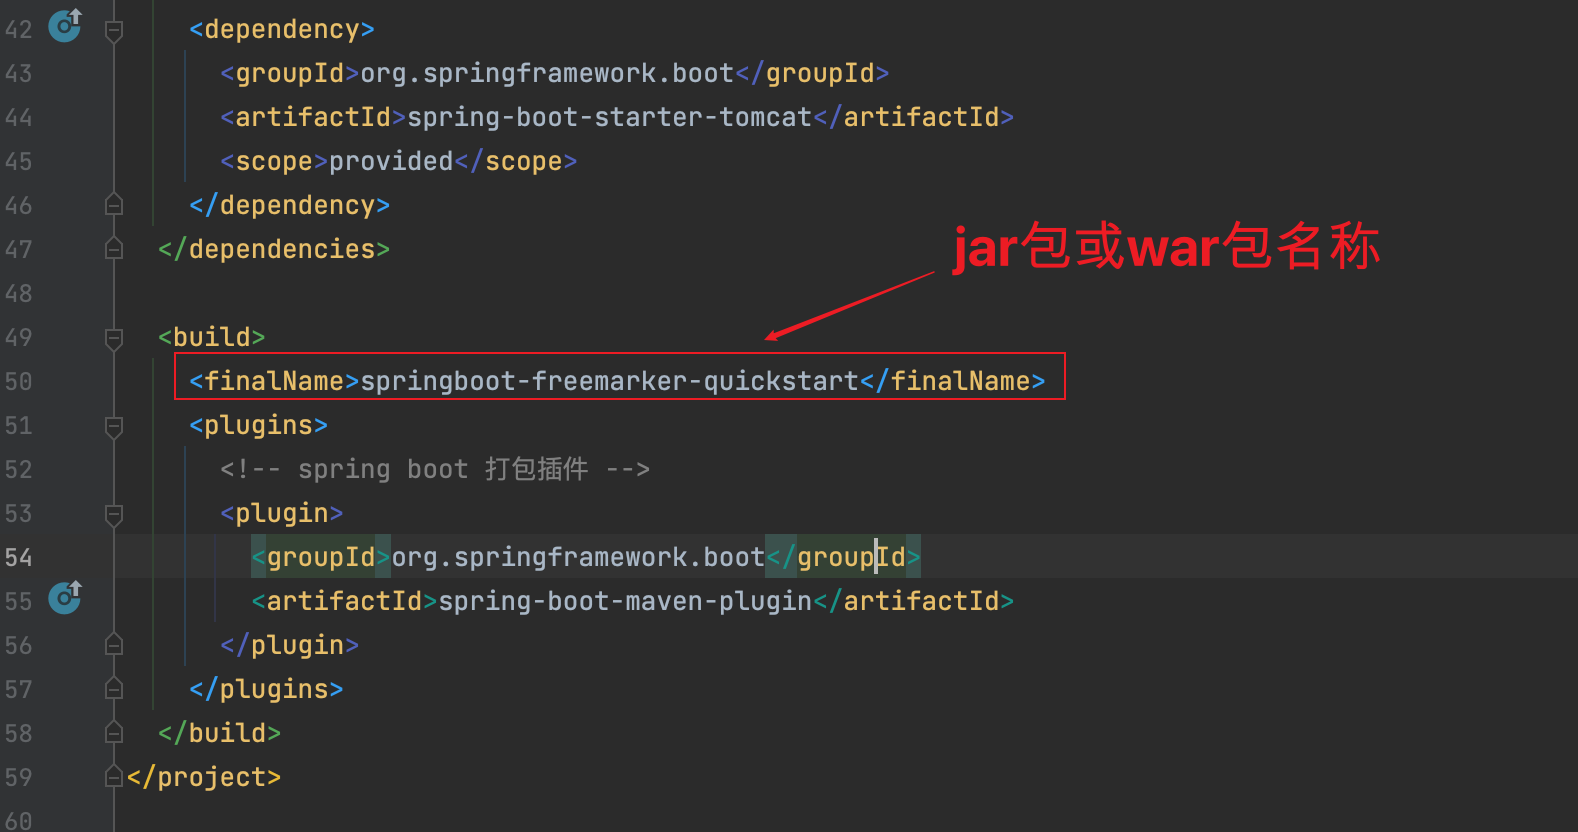 42 <dependency>
43 <groupId>org.springframework.boot</groupId>
44 <artifactId>spring-boot-starter-tomcat</artifactId>
45 <scope>provided</scope>
46 </dependency>
47 </dependencies>
jar包或war包名称
48
49 <build>
50 <finalName>springboot-freemarker-quickstart</finalName>
51 <plugins>
52 <!-- spring boot 打包插件 -->
53 <plugin>
54 <groupId>org.springframework.boot</groupId>
55 <artifactId>spring-boot-maven-plugin</artifactId>
56 </plugin>
57 </plugins>
58 </build>
59 </project>
60